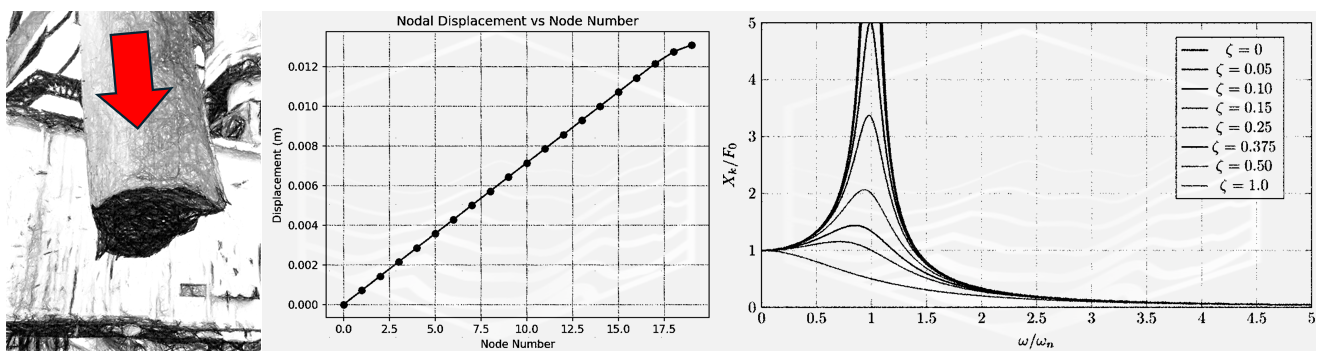 Nodal Displacement vs Node Number
Displacement (m)
0.012
0.010
0.008
0.006
0.004
0.002
0.000
0.0 2.5 5.0 7.5 10.0 12.5 15.0 17.5
Node Number
X_k/F_0
5
4
3
2
1
0
0 0.5 1 1.5 2 2.5 3 3.5 4 4.5 5
ω/ω_n
ζ = 0
ζ = 0.05
ζ = 0.10
ζ = 0.15
ζ = 0.25
ζ = 0.375
ζ = 0.50
ζ = 1.0